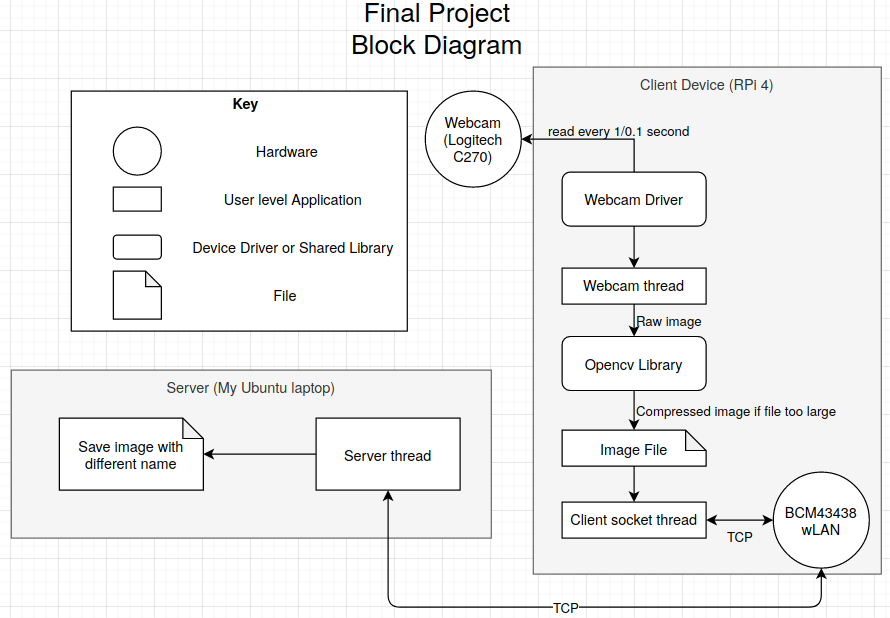 Final Project
Block Diagram
Key
Hardware
User level Application
Device Driver or Shared Library
File
Webcam
(Logitech
C270)
Client Device (RPi 4)
read every 1/0.1 second
Webcam Driver
Webcam thread
Raw image
Opencv Library
Compressed image if file too large
Image File
Client socket thread
TCP
BCM43438
wLAN
Server (My Ubuntu laptop)
Save image with
different name
Server thread
TCP